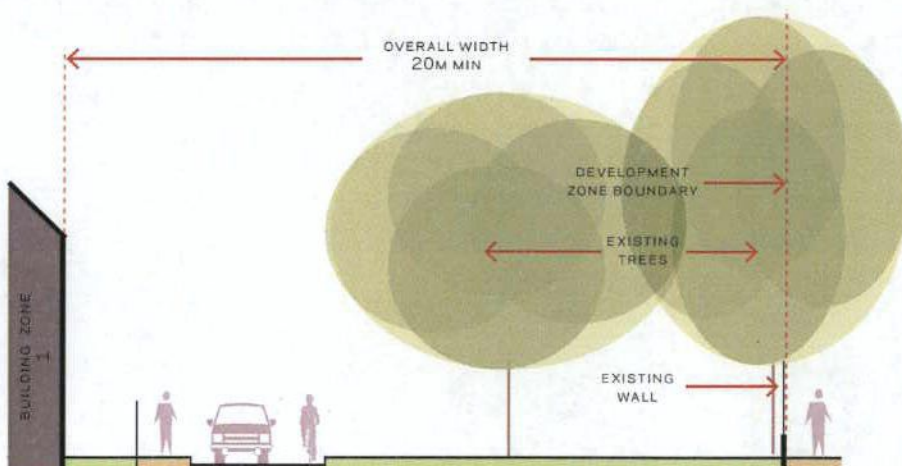 OVERALL WIDTH
20M MIN
DEVELOPMENT
ZONE BOUNDARY
EXISTING
TREES
EXISTING
WALL
BUILDING ZONE
1